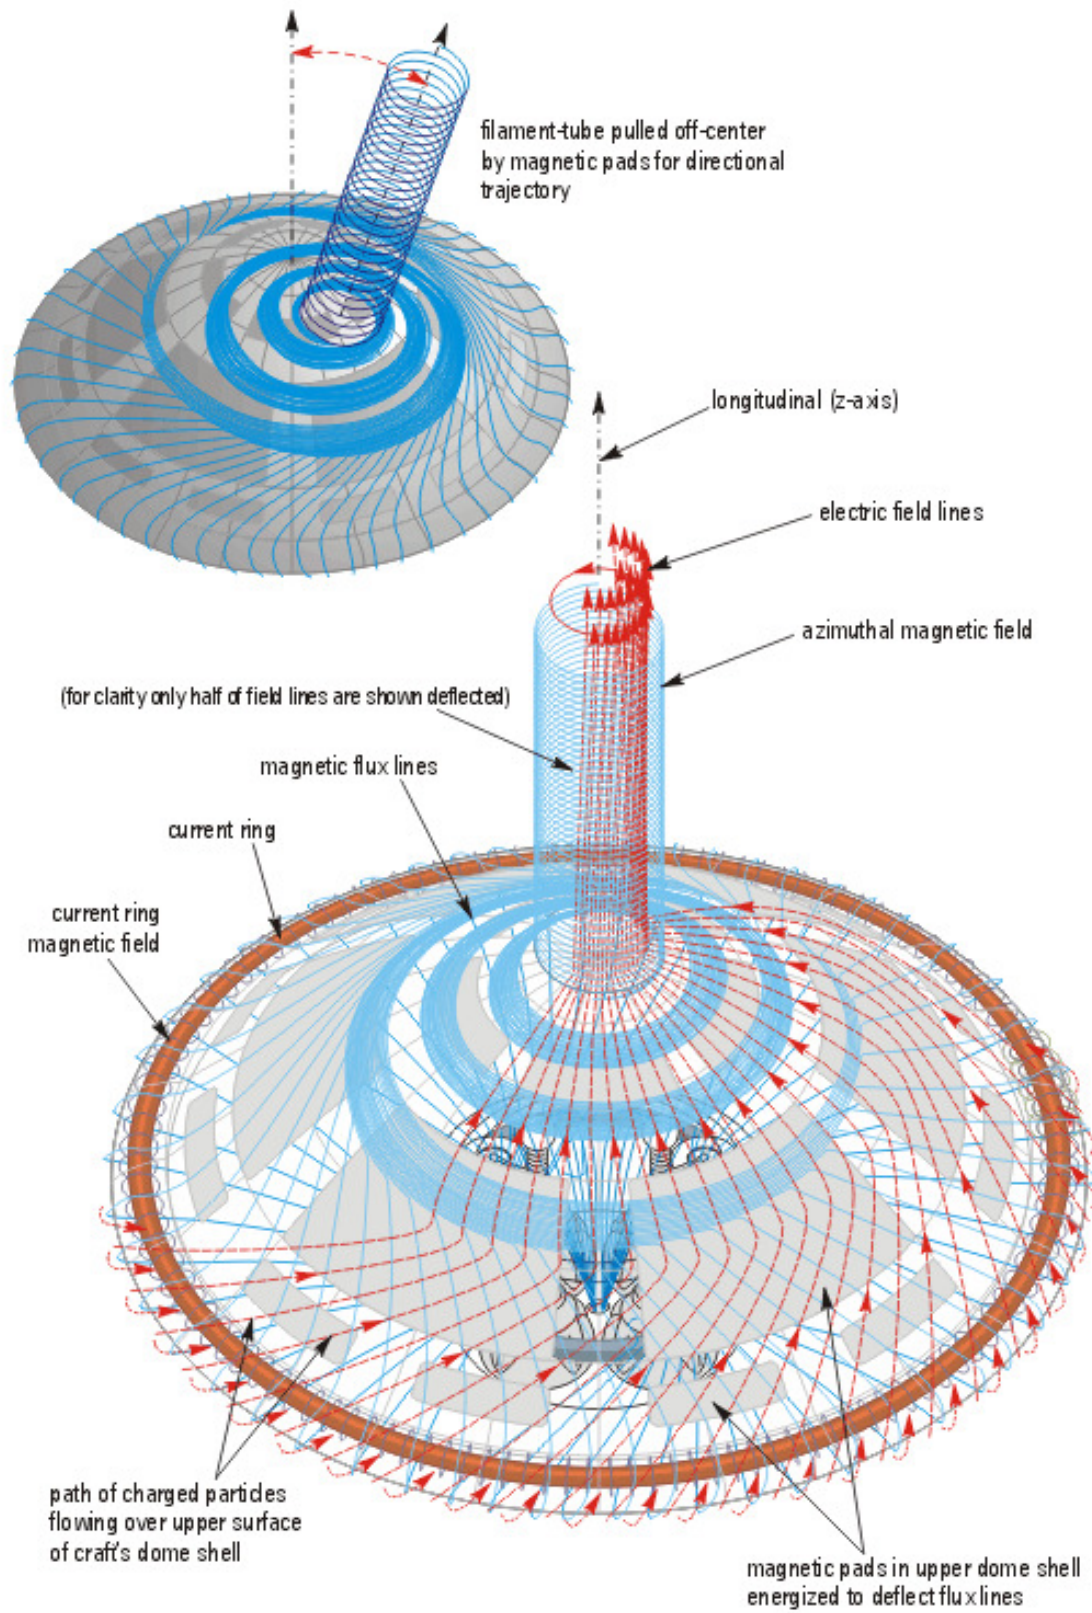 filament-tube pulled off-center
by magnetic pads for directional
trajectory
longitudinal (z-axis)
electric field lines
azimuthal magnetic field
(for clarity only half of field lines are shown deflected)
magnetic flux lines
current ring
current ring
magnetic field
path of charged particles
flowing over upper surface
of craft's dome shell
magnetic pads in upper dome shell
energized to deflect flux lines